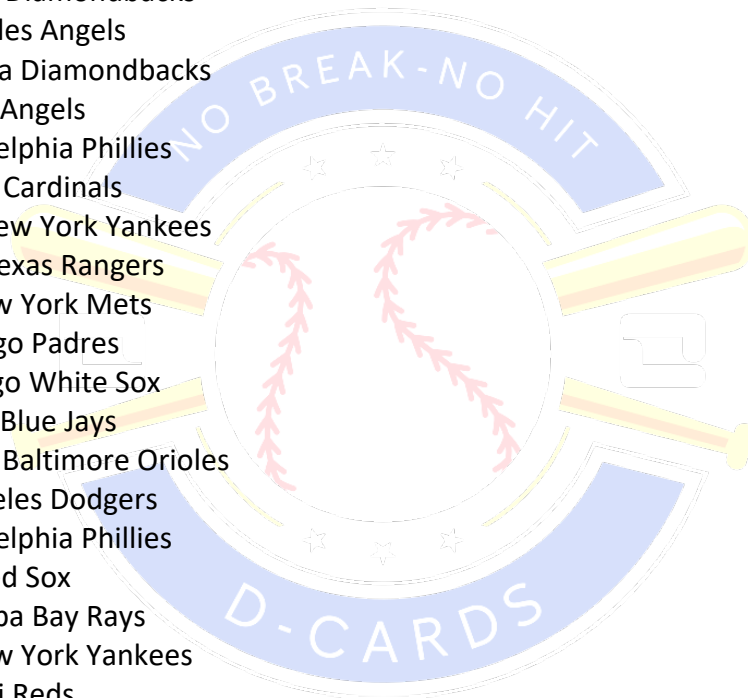 Diamondbacks
les Angels
a Diamondbacks
Angels
elphia Phillies
Cardinals
ew York Yankees
exas Rangers
w York Mets
go Padres
go White Sox
Blue Jays
Baltimore Orioles
eles Dodgers
elphia Phillies
d Sox
pa Bay Rays
w York Yankees
i Reds
NO BREAK-NO HIT
D-CARDS